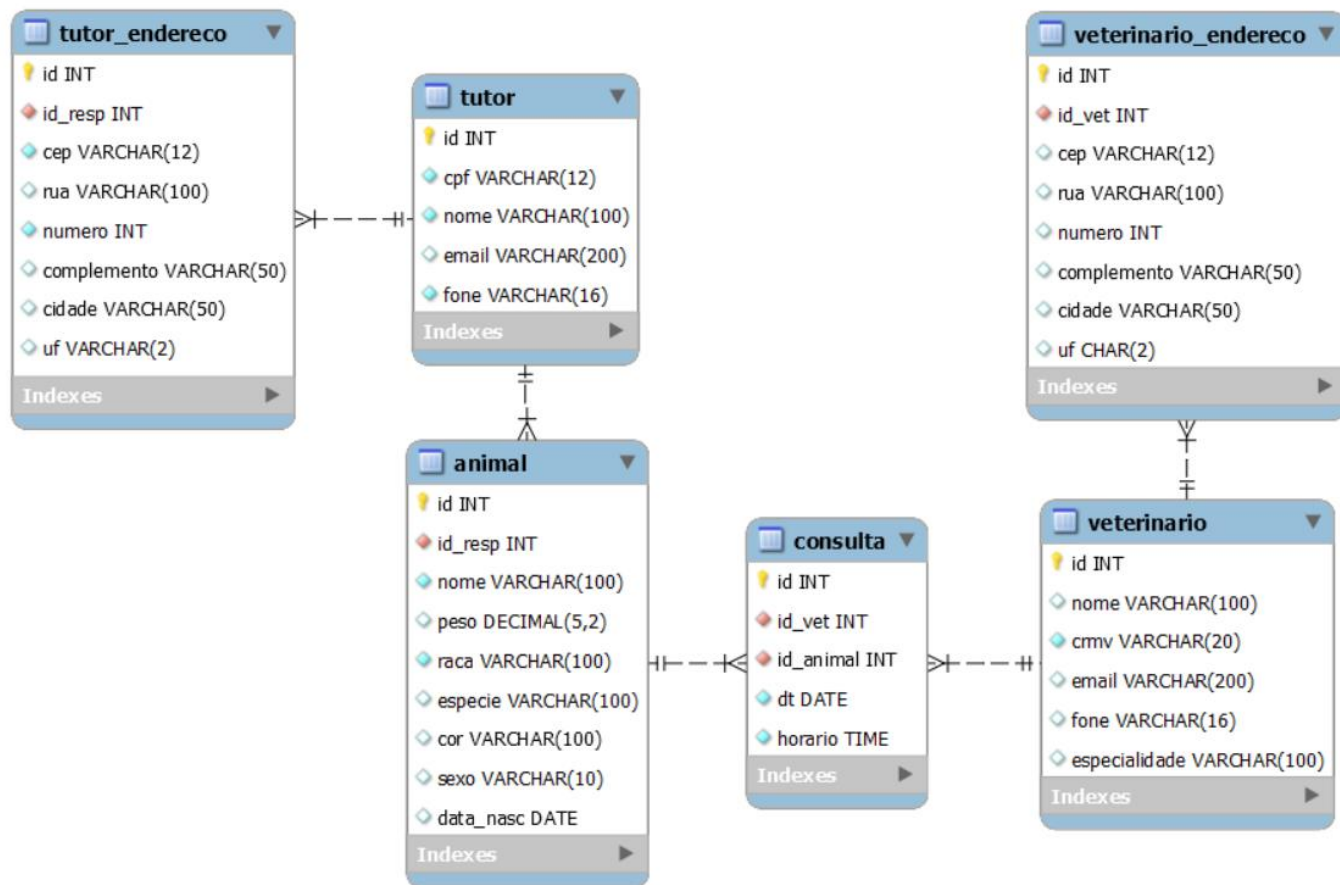 tutor_endereco
id INT
id_resp INT
cep VARCHAR(12)
rua VARCHAR(100)
numero INT
complemento VARCHAR(50)
cidade VARCHAR(50)
uf VARCHAR(2)
Indexes
tutor
id INT
cpf VARCHAR(12)
nome VARCHAR(100)
email VARCHAR(200)
fone VARCHAR(16)
Indexes
veterinario_endereco
id INT
id_vet INT
cep VARCHAR(12)
rua VARCHAR(100)
numero INT
complemento VARCHAR(50)
cidade VARCHAR(50)
uf CHAR(2)
Indexes
animal
id INT
id_resp INT
nome VARCHAR(100)
peso DECIMAL(5,2)
raca VARCHAR(100)
especie VARCHAR(100)
cor VARCHAR(100)
sexo VARCHAR(10)
data_nasc DATE
Indexes
consulta
id INT
id_vet INT
id_animal INT
dt DATE
horario TIME
Indexes
veterinario
id INT
nome VARCHAR(100)
crmv VARCHAR(20)
email VARCHAR(200)
fone VARCHAR(16)
especialidade VARCHAR(100)
Indexes